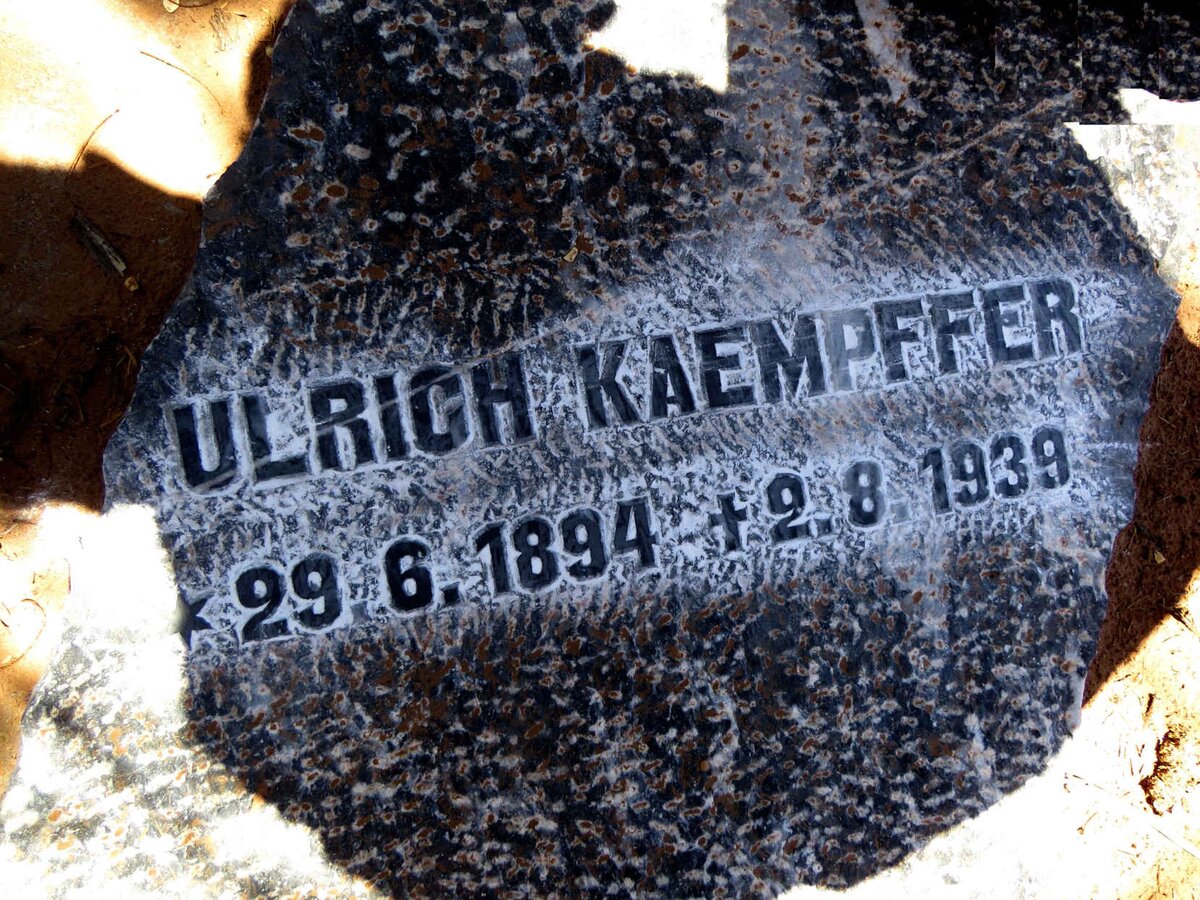 ULRICH KAEMPFFER
★ 29. 6. 1894 ✝ 2. 8. 1939